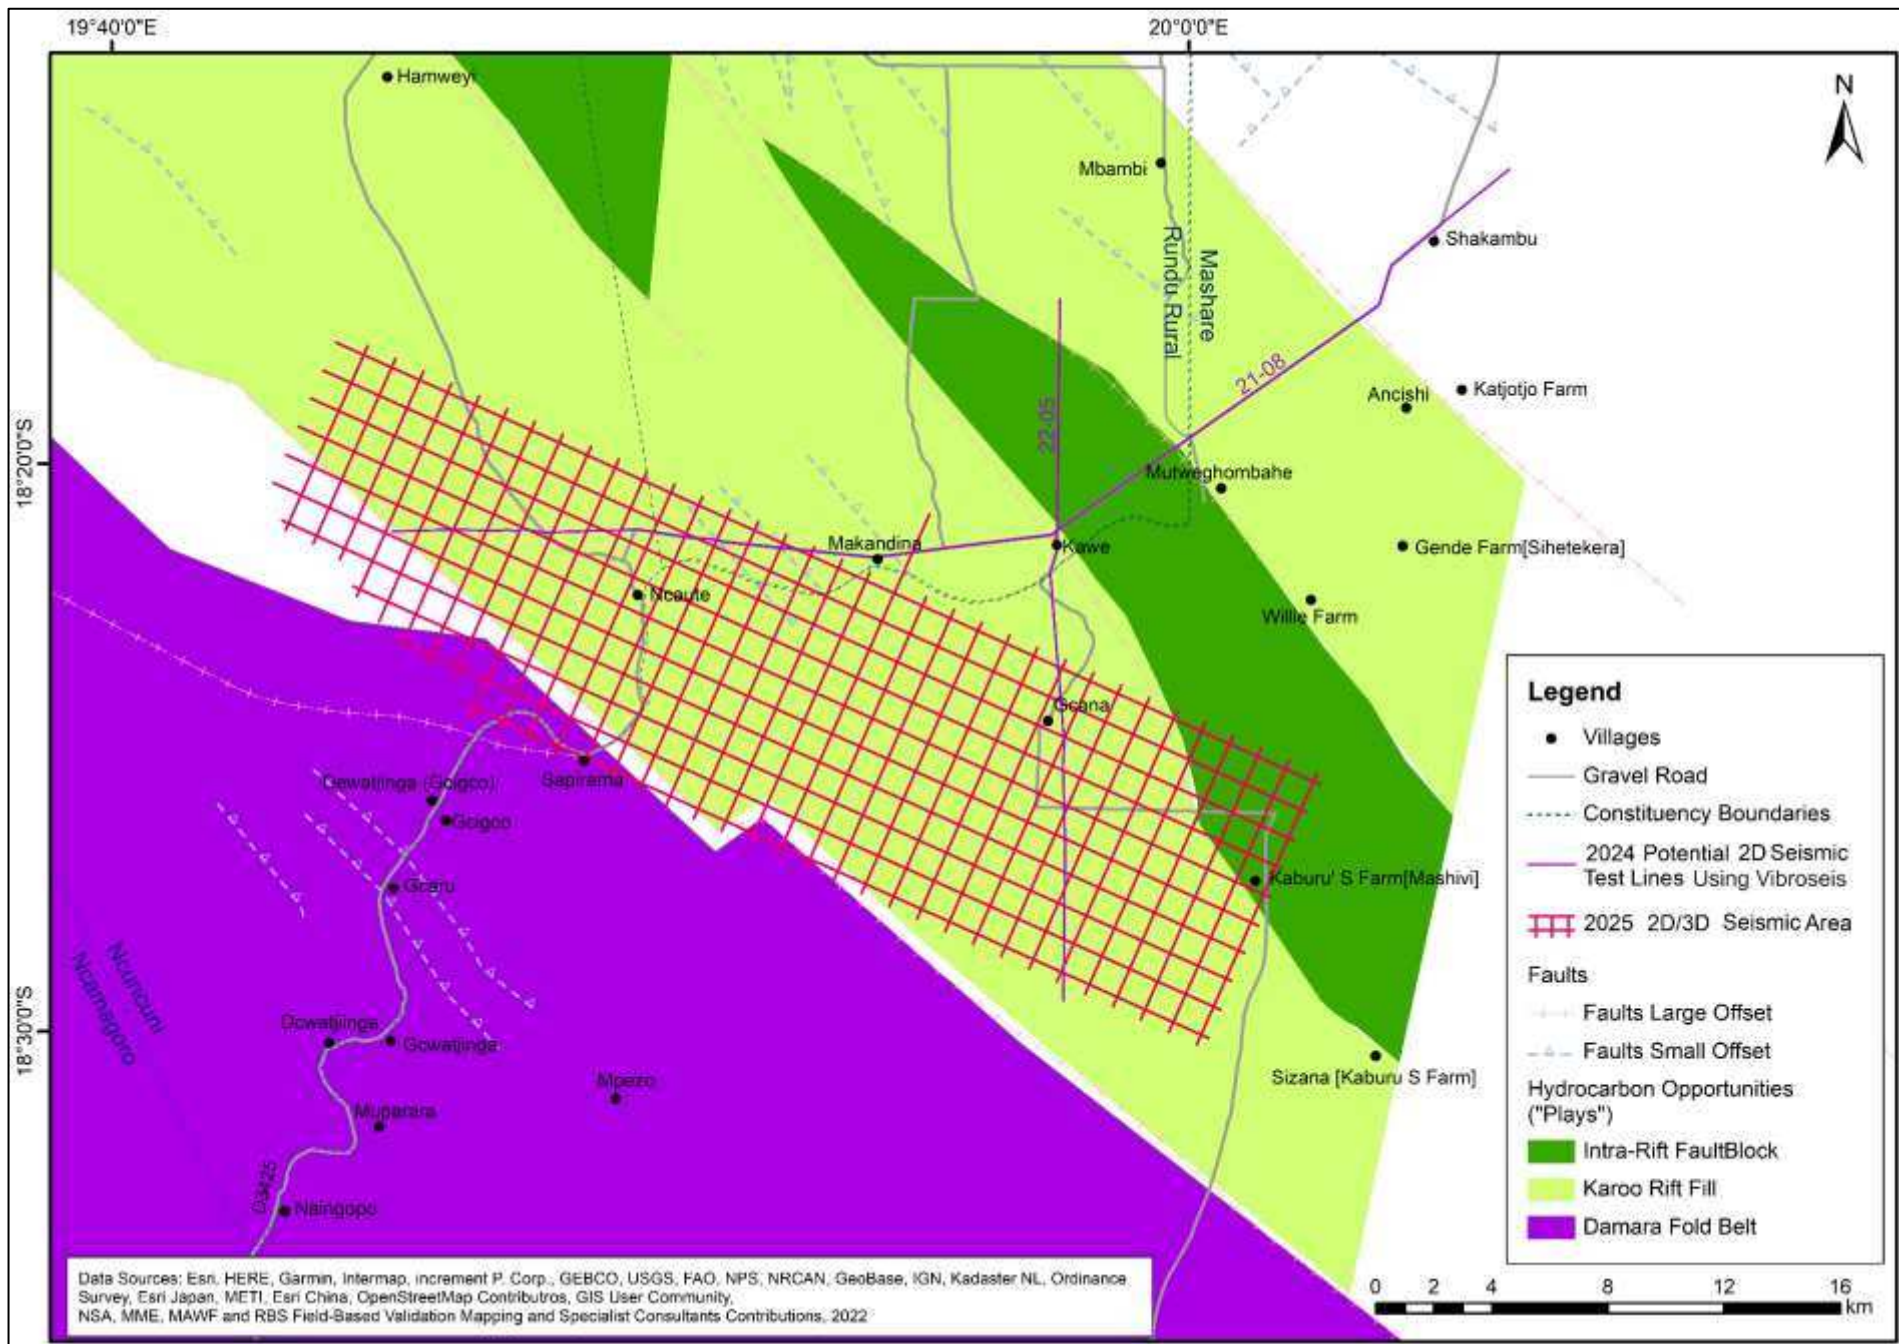 19°40'0"E
20°0'0"E
N
Hamweyi
Mbambi
Rundu Rural
Mashare
Shakambu
21-08
Katjotjo Farm
Ancishi
22-05
18°20'0"S
Mutweghombahe
Makandina
Kawe
Gende Farm[Sihetekera]
Ncaute
Willie Farm
Gcana
Sapirama
Gewatjinga (Gcigco)
Gcigco
Gcaru
Kaburu' S Farm[Mashivi]
Ncuncuni
Ncamagoro
18°30'0"S
Gcwatjinga
Sizana [Kaburu S Farm]
Mpezo
Muparara
D3425
Naingopo
Legend
Villages
Gravel Road
Constituency Boundaries
2024 Potential 2D Seismic
Test Lines Using Vibroseis
2025 2D/3D Seismic Area
Faults
Faults Large Offset
Faults Small Offset
Hydrocarbon Opportunities
("Plays")
Intra-Rift FaultBlock
Karoo Rift Fill
Damara Fold Belt
0 2 4 8 12 16
km
Data Sources: Esri, HERE, Garmin, Intermap, increment P. Corp., GEBCO, USGS, FAO, NPS, NRCAN, GeoBase, IGN, Kadaster NL, Ordinance
Survey, Esri Japan, METI, Esri China, OpenStreetMap Contributros, GIS User Community,
NSA, MME, MAWF and RBS Field-Based Validation Mapping and Specialist Consultants Contributions, 2022